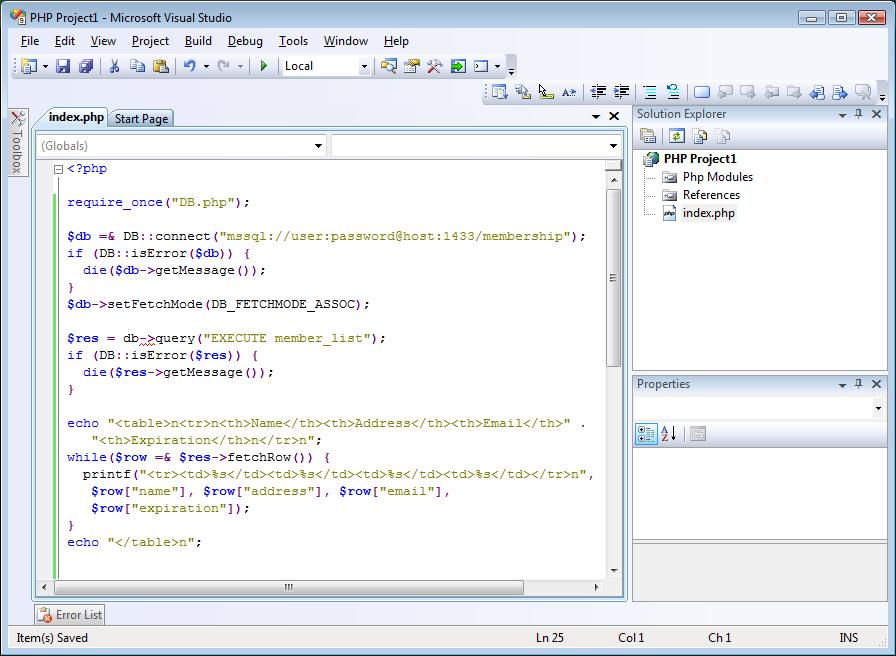 PHP Project1 - Microsoft Visual Studio
File Edit View Project Build Debug Tools Window Help
Local
Toolbox
index.php Start Page
(Globals)
<?php
require_once("DB.php");
$db =& DB::connect("mssql://user:password@host:1433/membership");
if (DB::isError($db)) {
die($db->getMessage());
}
$db->setFetchMode(DB_FETCHMODE_ASSOC);
$res = db->query("EXECUTE member_list");
if (DB::isError($res)) {
die($res->getMessage());
}
echo "<table>n<tr>n<th>Name</th><th>Address</th><th>Email</th>" .
"<th>Expiration</th>n</tr>n";
while($row =& $res->fetchRow()) {
printf("<tr><td>%s</td><td>%s</td><td>%s</td><td>%s</td></tr>n",
$row["name"], $row["address"], $row["email"],
$row["expiration"]);
}
echo "</table>n";
Solution Explorer
PHP Project1
Php Modules
References
index.php
Properties
Error List
Item(s) Saved Ln 25 Col 1 Ch 1 INS